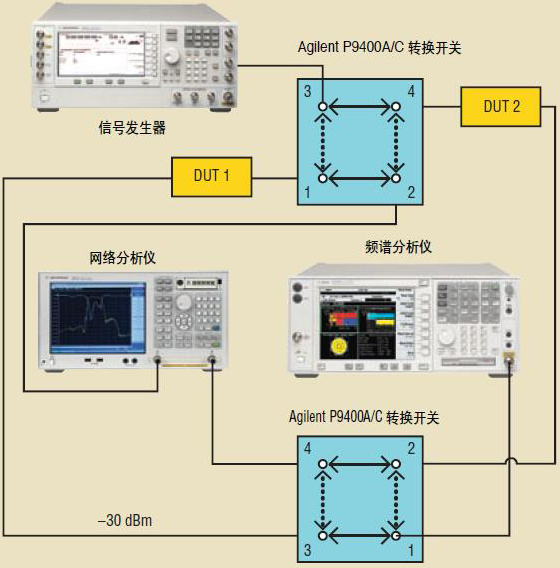 Agilent P9400A/C 转换开关
3
4
DUT 2
信号发生器
DUT 1
1
2
网络分析仪
频谱分析仪
Agilent P9400A/C 转换开关
4
2
–30 dBm
3
1